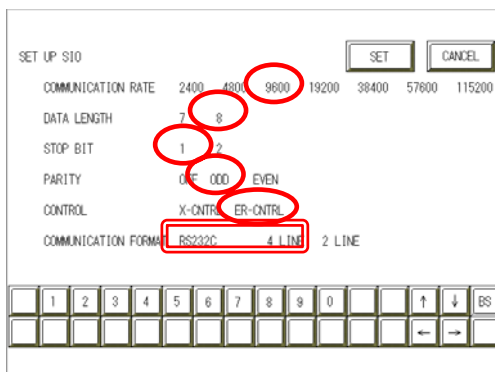 SET UP SIO SET CANCEL
COMMUNICATION RATE 2400 4800 9600 19200 38400 57600 115200
DATA LENGTH 7 8
STOP BIT 1 2
PARITY OFF ODD EVEN
CONTROL X-CNTRL ER-CNTRL
COMMUNICATION FORMAT RS232C 4 LINE 2 LINE
1 2 3 4 5 6 7 8 9 0 ↑ ↓ BS
← →